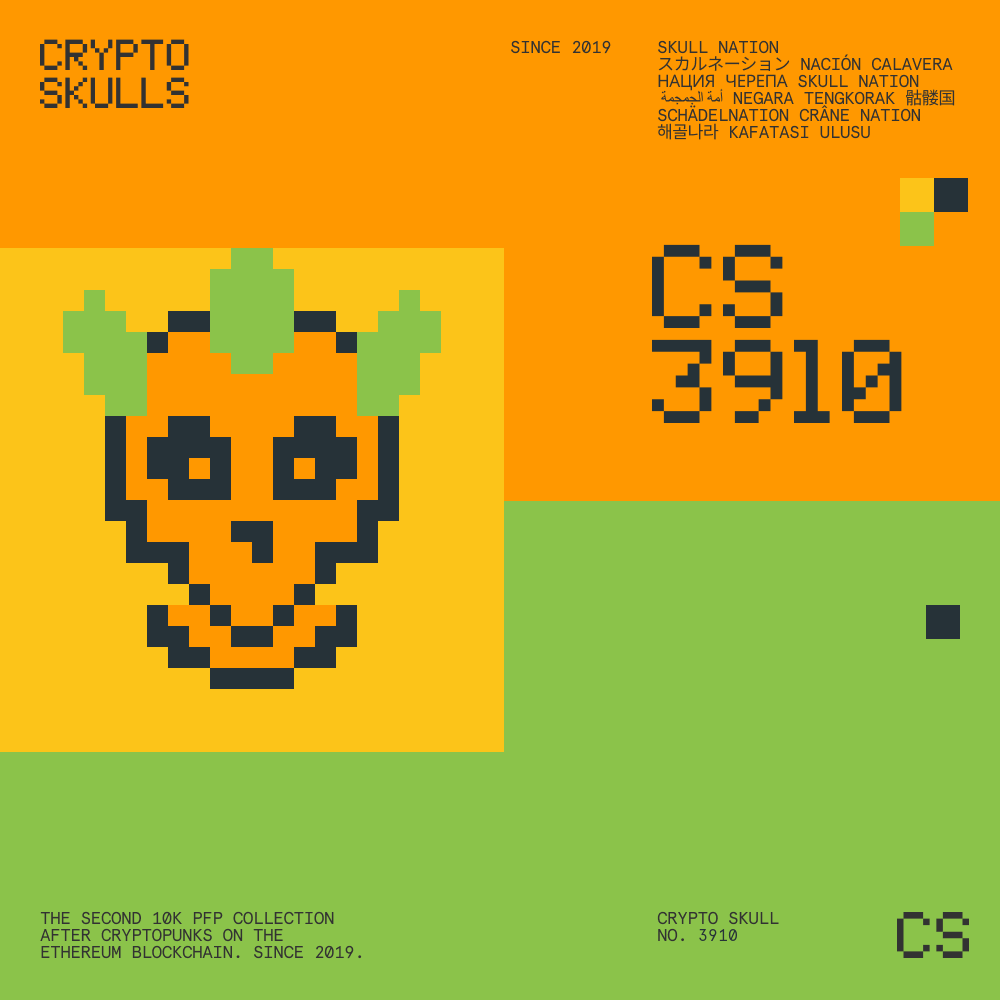 CRYPTO
SKULLS
SINCE 2019
SKULL NATION
スカルネーション NACIÓN CALAVERA
НАЦИЯ ЧЕРЕПА SKULL NATION
أمة الجمجمة NEGARA TENGKORAK 骷髅国
SCHÄDELNATION CRÂNE NATION
해골나라 KAFATASI ULUSU
CS
3910
THE SECOND 10K PFP COLLECTION
AFTER CRYPTOPUNKS ON THE
ETHEREUM BLOCKCHAIN. SINCE 2019.
CRYPTO SKULL
NO. 3910
CS